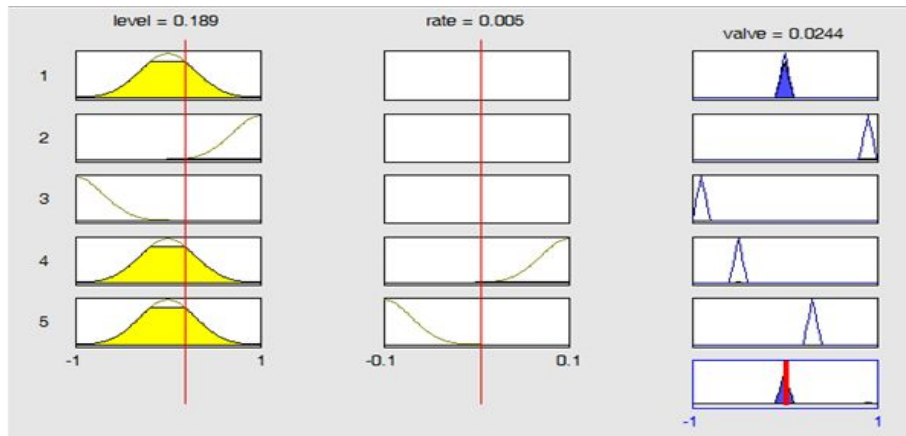 level = 0.189
rate = 0.005
valve = 0.0244
1
2
3
4
5
-1 1
-0.1 0.1
-1 1